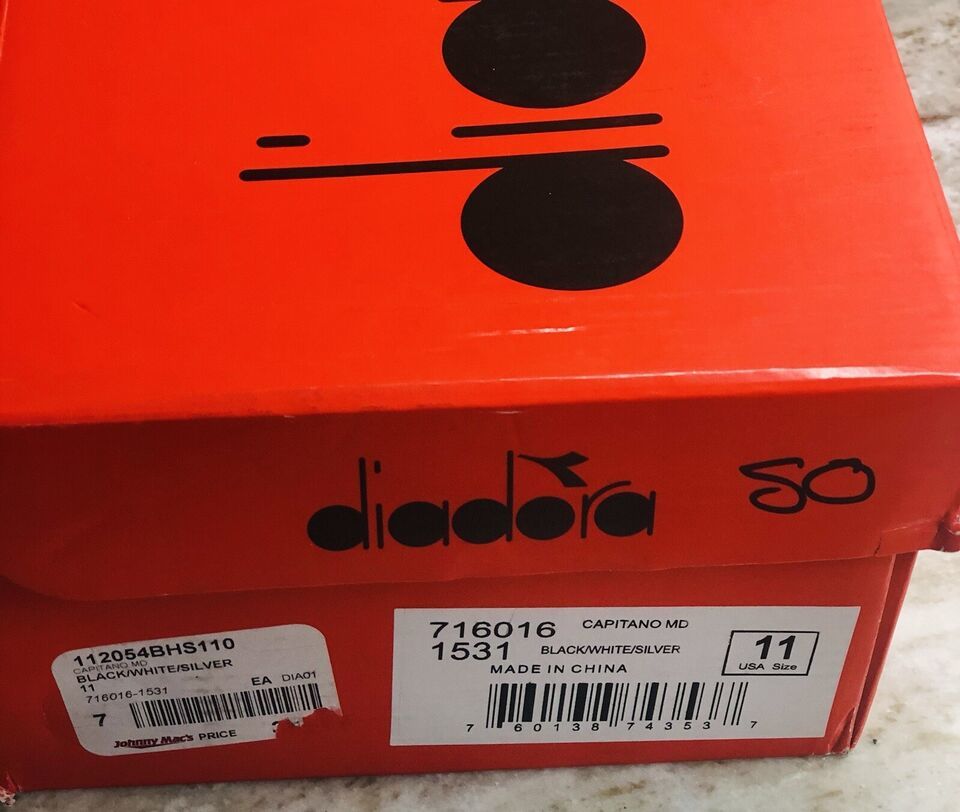 diadora
SO
112054BHS110
CAPITANO MD
BLACK/WHITE/SILVER
11
716016-1531
EA DIA01
7
Johnny Mac's PRICE
716016 CAPITANO MD
1531 BLACK/WHITE/SILVER
MADE IN CHINA
11
USA Size
7 60138 74353 7